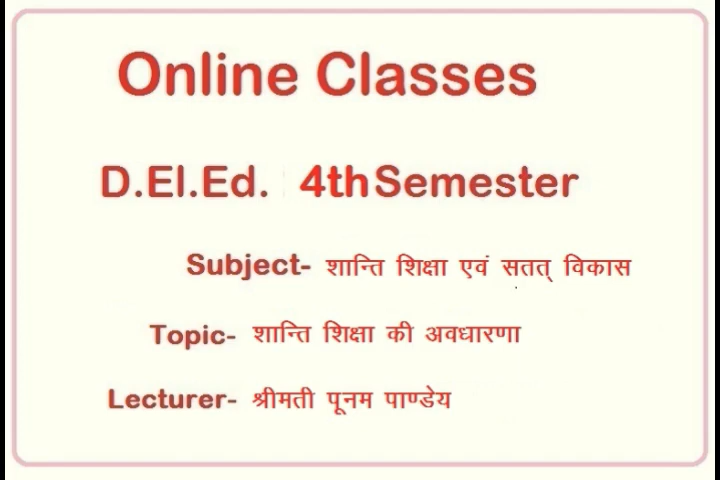 Online Classes
D.El.Ed. 4th Semester
Subject- शान्ति शिक्षा एवं सतत् विकास
Topic- शान्ति शिक्षा की अवधारणा
Lecturer- श्रीमती पूनम पाण्डेय